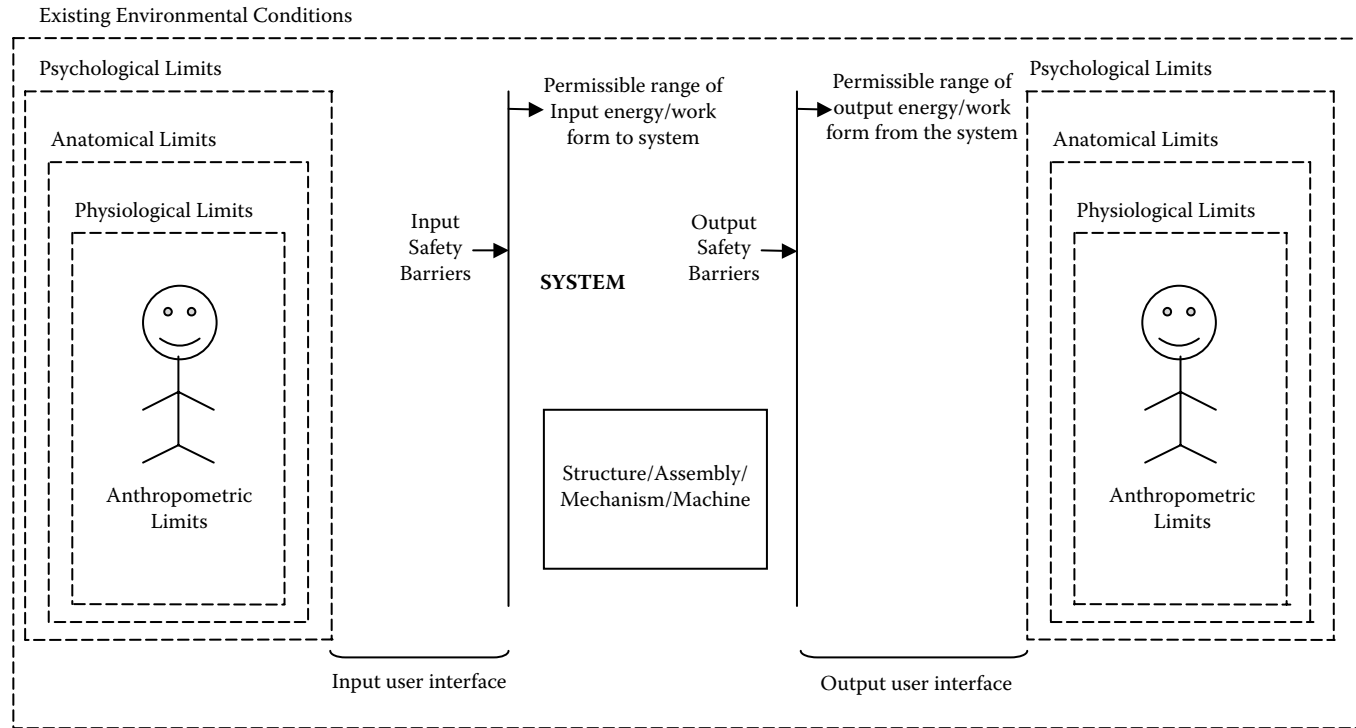 Existing Environmental Conditions
Psychological Limits
Anatomical Limits
Physiological Limits
Anthropometric
Limits
Input
Safety
Barriers
Permissible range of
Input energy/work
form to system
SYSTEM
Structure/Assembly/
Mechanism/Machine
Output
Safety
Barriers
Permissible range of
output energy/work
form from the system
Psychological Limits
Anatomical Limits
Physiological Limits
Anthropometric
Limits
Input user interface
Output user interface